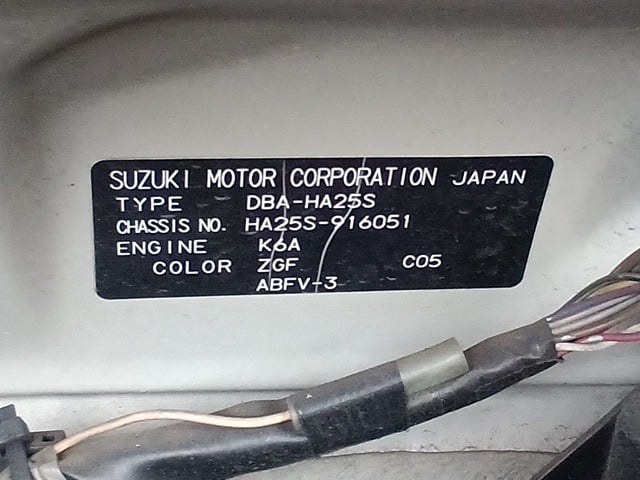 SUZUKI MOTOR CORPORATION JAPAN
TYPE DBA-HA25S
CHASSIS NO. HA25S-916051
ENGINE K6A
COLOR ZGF C05
ABFV-3